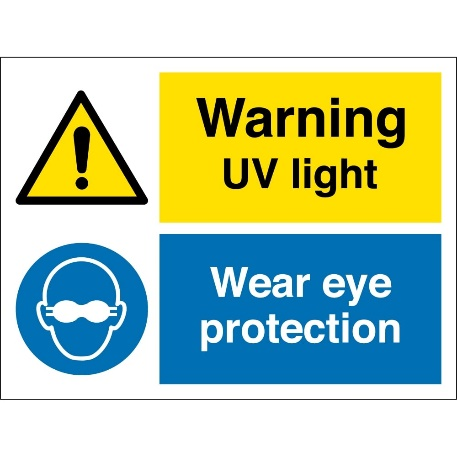 Warning
UV light
Wear eye
protection